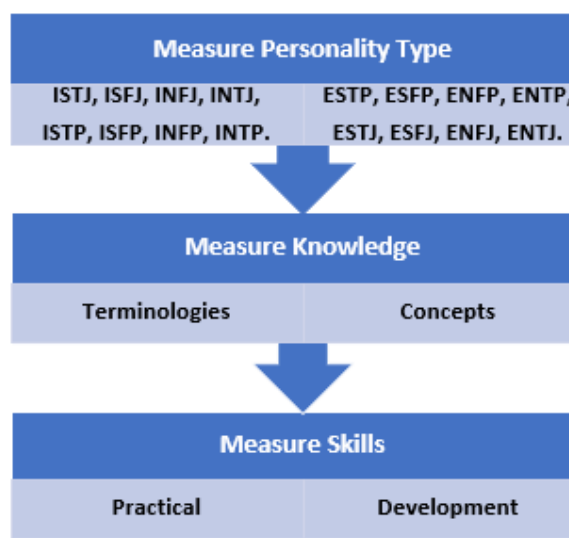 Measure Personality Type
ISTJ, ISFJ, INFJ, INTJ,
ISTP, ISFP, INFP, INTP.
ESTP, ESFP, ENFP, ENTP,
ESTJ, ESFJ, ENFJ, ENTJ.
Measure Knowledge
Terminologies
Concepts
Measure Skills
Practical
Development